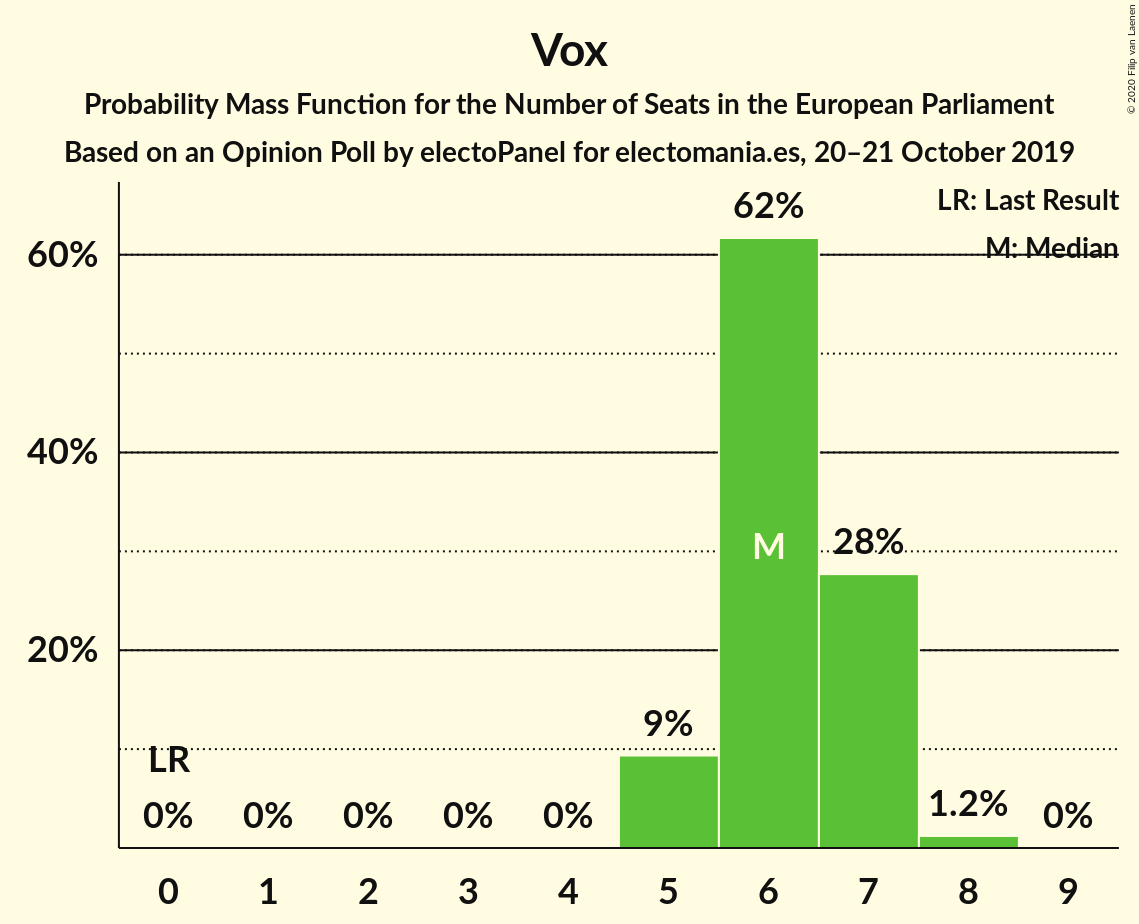 Vox
Probability Mass Function for the Number of Seats in the European Parliament
Based on an Opinion Poll by electoPanel for electomania.es, 20–21 October 2019
© 2020 Filip van Laenen
LR: Last Result
M: Median
60%
40%
20%
LR
0%
0%
0%
0%
0%
9%
62%
M
28%
1.2%
0%
0 1 2 3 4 5 6 7 8 9